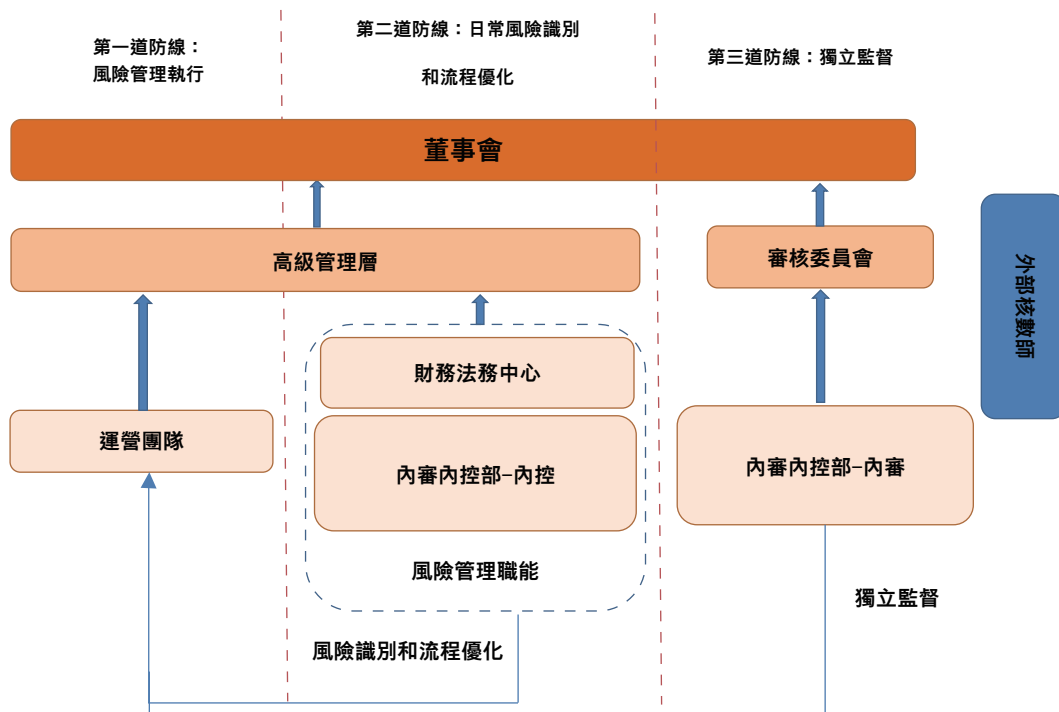 第一道防線：
風險管理執行
第二道防線：日常風險識別
和流程優化
第三道防線：獨立監督
董事會
高級管理層
審核委員會
外部核數師
財務法務中心
運營團隊
內審內控部–內控
內審內控部–內審
風險管理職能
獨立監督
風險識別和流程優化